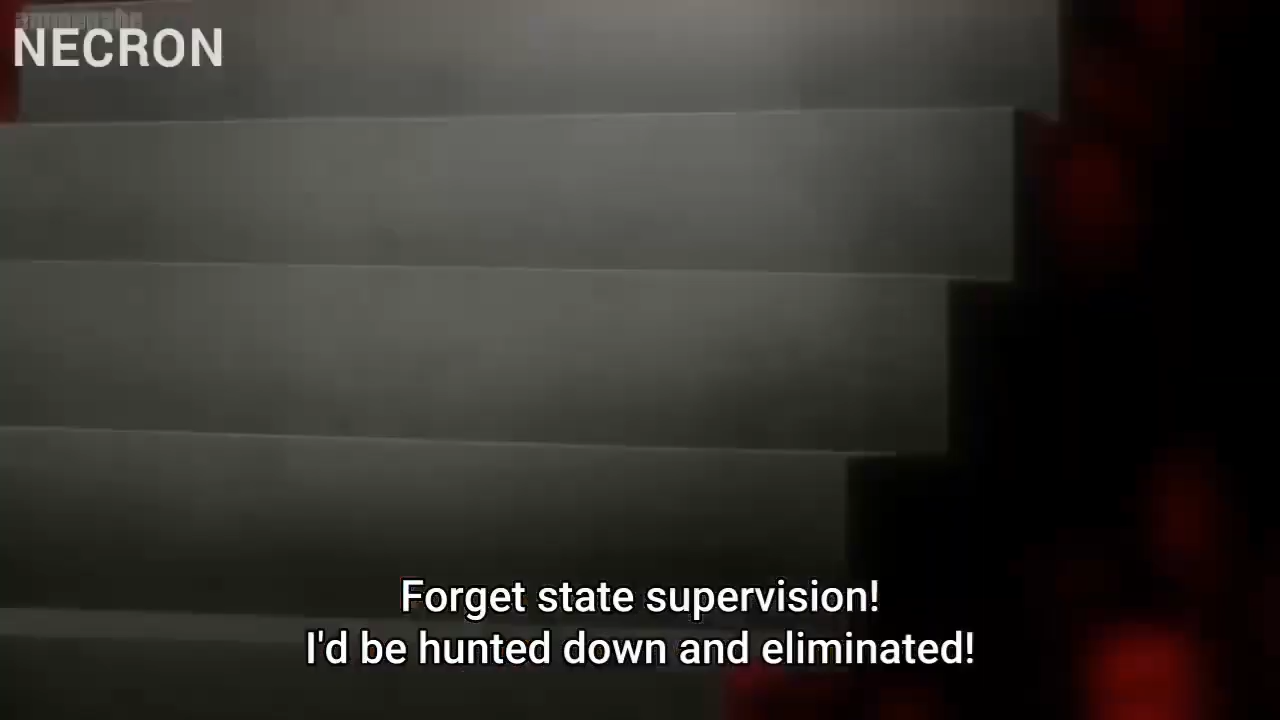 NECRON
Forget state supervision!
I'd be hunted down and eliminated!